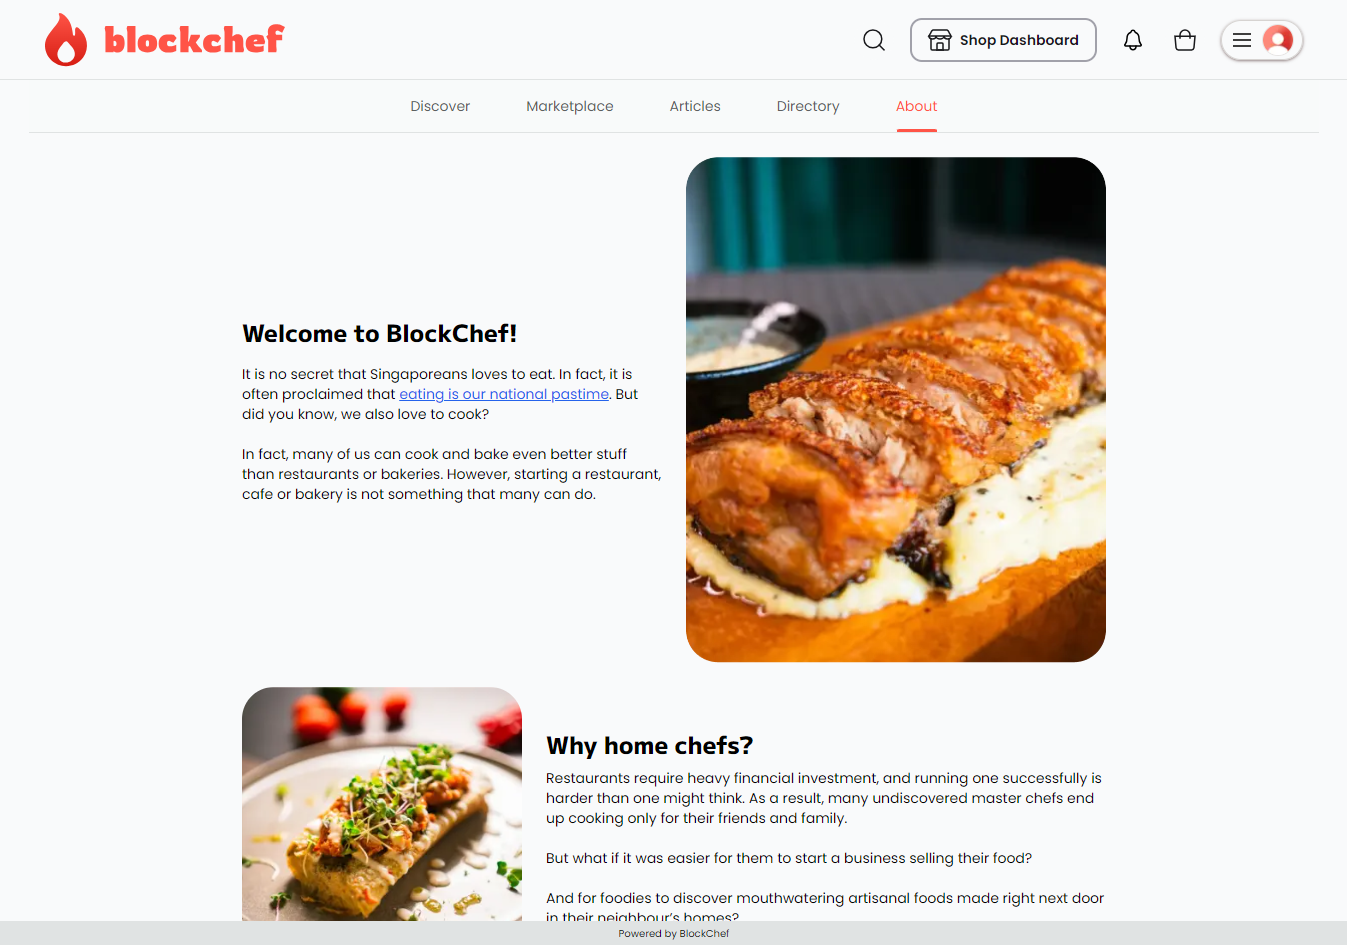 blockchef
Shop Dashboard
Discover
Marketplace
Articles
Directory
About
Welcome to BlockChef!
It is no secret that Singaporeans loves to eat. In fact, it is
often proclaimed that eating is our national pastime. But
did you know, we also love to cook?
In fact, many of us can cook and bake even better stuff
than restaurants or bakeries. However, starting a restaurant,
cafe or bakery is not something that many can do.
Why home chefs?
Restaurants require heavy financial investment, and running one successfully is
harder than one might think. As a result, many undiscovered master chefs end
up cooking only for their friends and family.
But what if it was easier for them to start a business selling their food?
And for foodies to discover mouthwatering artisanal foods made right next door
in their neighbour's homes?
Powered by BlockChef